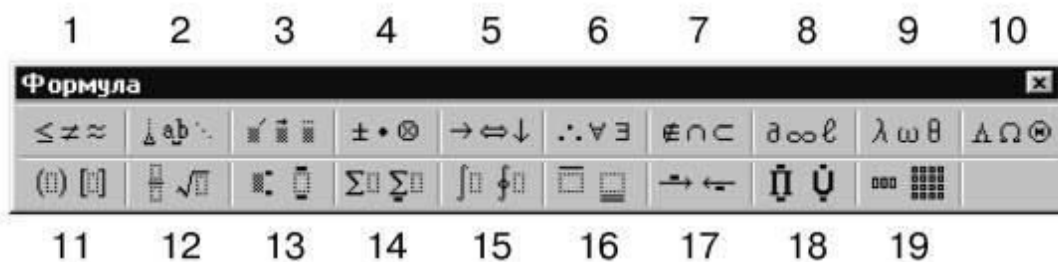 1 2 3 4 5 6 7 8 9 10
Формула
≤ ≠ ≈ a͟b ⋱ ± • ⊗ → ⇔ ↓ ∴ ∀ ∃ ∉ ∩ ⊂ ∂ ∞ ℓ λ ω θ Λ Ω Θ
(▯) [▯] √▯ Σ▯ Σ▯ ∫▯ ∮▯ → ← Π U
11 12 13 14 15 16 17 18 19